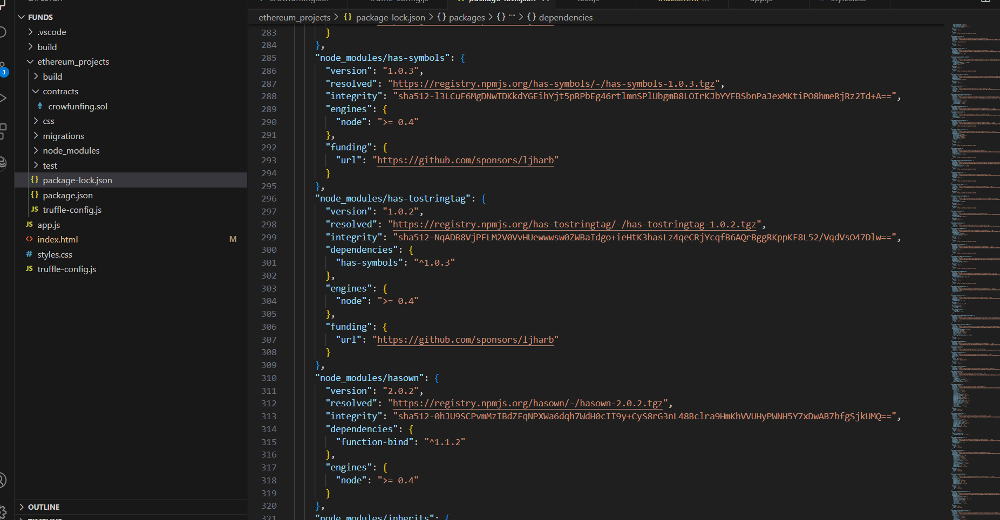 FUNDS
.vscode
build
ethereum_projects
build
contracts
crowfunfing.sol
css
migrations
node_modules
test
package-lock.json
package.json
truffle-config.js
app.js
index.html M
styles.css
truffle-config.js
OUTLINE
3
ethereum_projects > {} package-lock.json > {} packages > {} "" > {} dependencies
283 }
284 },
285 "node_modules/has-symbols": {
286 "version": "1.0.3",
287 "resolved": "https://registry.npmjs.org/has-symbols/-/has-symbols-1.0.3.tgz",
288 "integrity": "sha512-l3LCuF6MgDNwTDKkdYGEihYjt5pRPbEg46rtlmnSPlUbgmB8LOIrKJbYYFBSbnPaJexMKtiPO8hmeRjRz2Td+A==",
289 "engines": {
290 "node": ">= 0.4"
291 },
292 "funding": {
293 "url": "https://github.com/sponsors/ljharb"
294 }
295 },
296 "node_modules/has-tostringtag": {
297 "version": "1.0.2",
298 "resolved": "https://registry.npmjs.org/has-tostringtag/-/has-tostringtag-1.0.2.tgz",
299 "integrity": "sha512-NqADB8VjPFLM2V0VvHUewwwsw0ZWBaIdgo+ieHtK3hasLz4qeCRjYcqfB6AQrBggRKppKF8L52/VqdVsO47Dlw==",
300 "dependencies": {
301 "has-symbols": "^1.0.3"
302 },
303 "engines": {
304 "node": ">= 0.4"
305 },
306 "funding": {
307 "url": "https://github.com/sponsors/ljharb"
308 }
309 },
310 "node_modules/hasown": {
311 "version": "2.0.2",
312 "resolved": "https://registry.npmjs.org/hasown/-/hasown-2.0.2.tgz",
313 "integrity": "sha512-0hJU9SCPvmMzIBdZFqNPXWa6dqh7WdH0cII9y+CyS8rG3nL48Bclra9HmKhVVUHyPWNH5Y7xDwAB7bfgSjkUMQ==",
314 "dependencies": {
315 "function-bind": "^1.1.2"
316 },
317 "engines": {
318 "node": ">= 0.4"
319 }
320 },
321 "node_modules/inherits": {